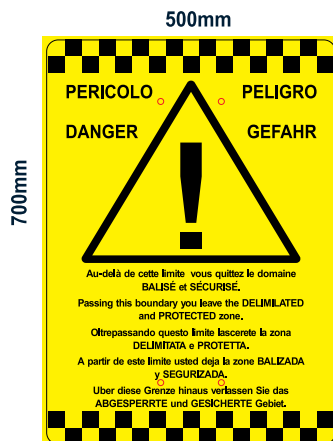 500mm
700mm
PERICOLO PELIGRO
DANGER GEFAHR
!
Au-delà de cette limite vous quittez le domaine
BALISÉ et SÉCURISÉ.
Passing this boundary you leave the DELIMILATED
and PROTECTED zone.
Oltrepassando questo limite lascerete la zona
DELIMITATA e PROTETTA.
A partir de este limite usted deja la zone BALIZADA
y SEGURIZADA.
Uber diese Grenze hinaus verlassen Sie das
ABGESPERRTE und GESICHERTE Gebiet.